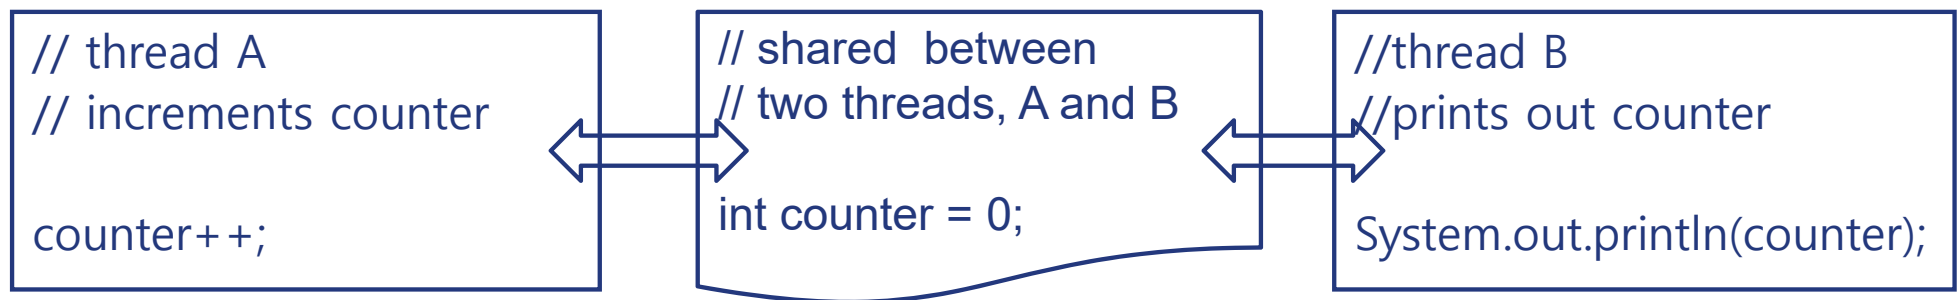 // thread A
// increments counter
counter++;
// shared  between
// two threads, A and B
int counter = 0;
//thread B
//prints out counter
System.out.println(counter);